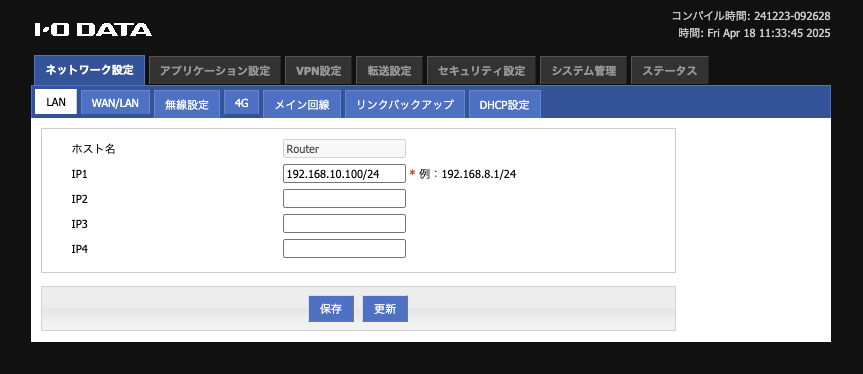 I-O DATA
コンパイル時間: 241223-092628
時間: Fri Apr 18 11:33:45 2025
ネットワーク設定 アプリケーション設定 VPN設定 転送設定 セキュリティ設定 システム管理 ステータス
LAN WAN/LAN 無線設定 4G メイン回線 リンクバックアップ DHCP設定
ホスト名 Router
IP1 192.168.10.100/24 * 例：192.168.8.1/24
IP2
IP3
IP4
保存 更新